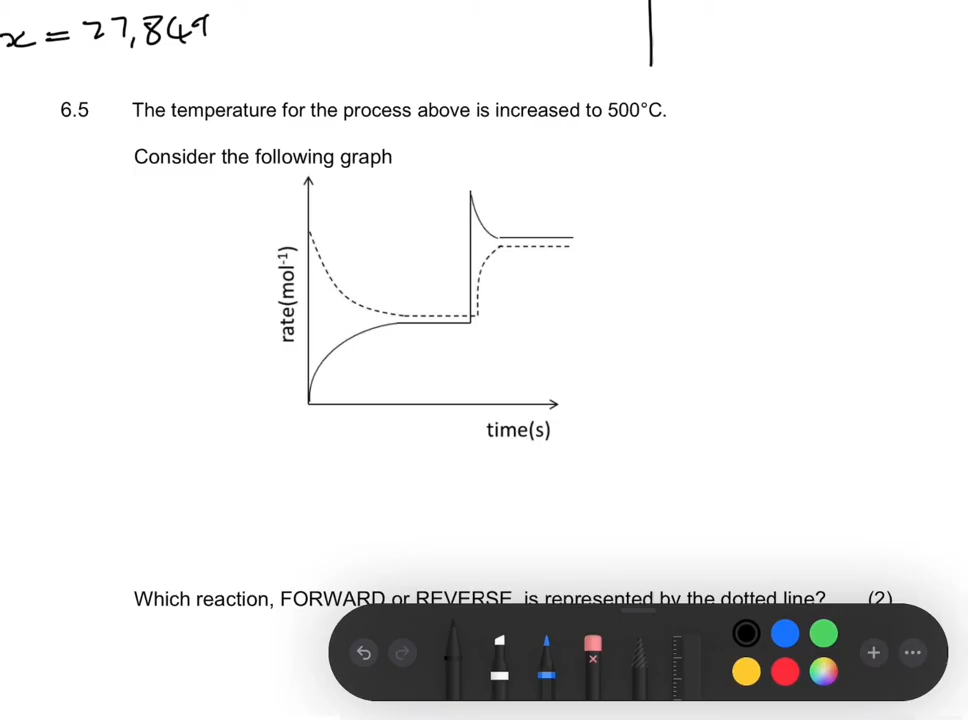 x = 27,849
6.5 The temperature for the process above is increased to 500°C.
Consider the following graph
rate(mol⁻¹)
time(s)
Which reaction, FORWARD or REVERSE, is represented by the dotted line? (2)